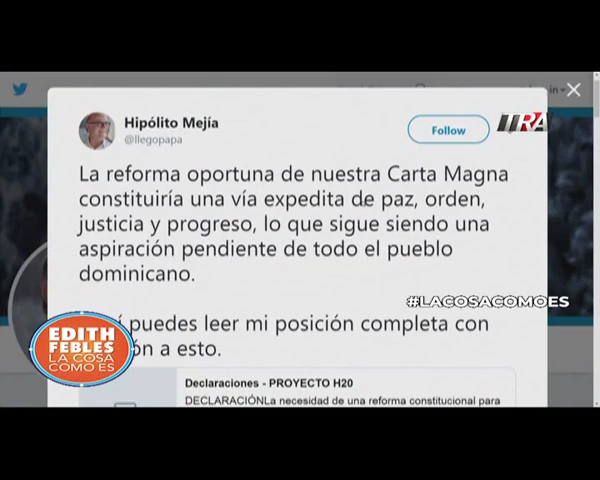 Hipólito Mejía
@llegopapa
Follow
La reforma oportuna de nuestra Carta Magna
constituiría una vía expedita de paz, orden,
justicia y progreso, lo que sigue siendo una
aspiración pendiente de todo el pueblo
dominicano.
#LACOSACOMOES
puedes leer mi posición completa con
a esto.
EDITH
FEBLES
LA COSA
COMO ES
Declaraciones - PROYECTO H20
DECLARACIÓNLa necesidad de una reforma constitucional para